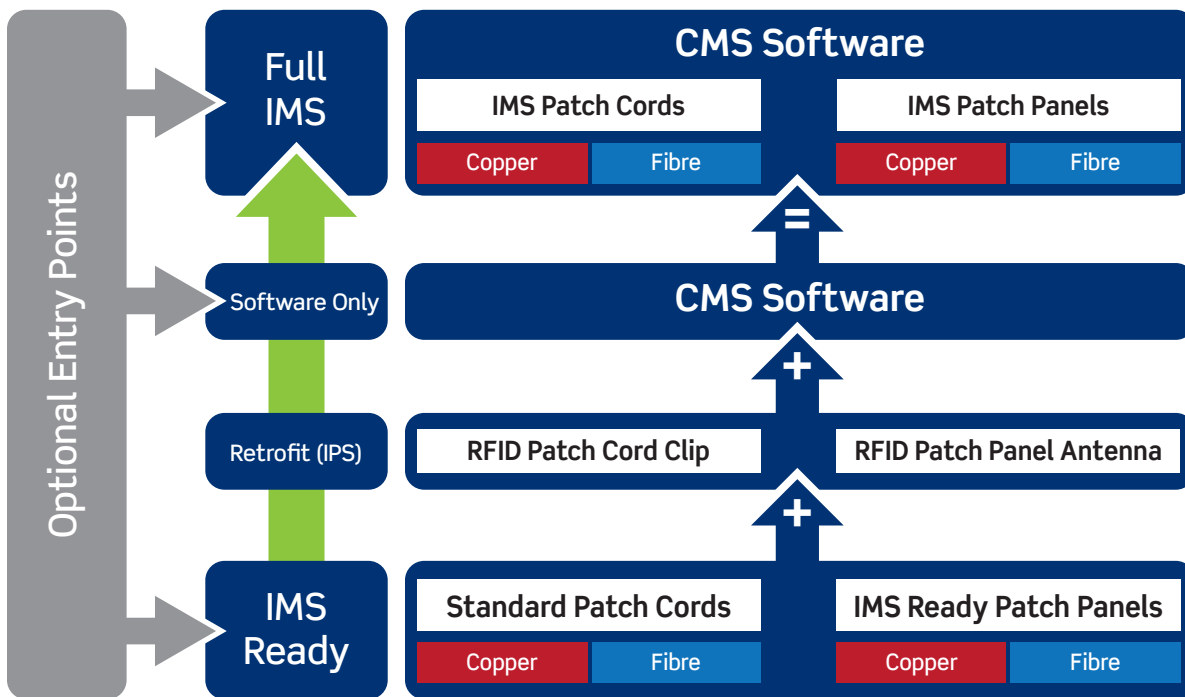 Optional Entry Points
Full
IMS
CMS Software
IMS Patch Cords
IMS Patch Panels
Copper
Fibre
Copper
Fibre
=
Software Only
CMS Software
+
Retrofit (IPS)
RFID Patch Cord Clip
RFID Patch Panel Antenna
+
IMS
Ready
Standard Patch Cords
IMS Ready Patch Panels
Copper
Fibre
Copper
Fibre